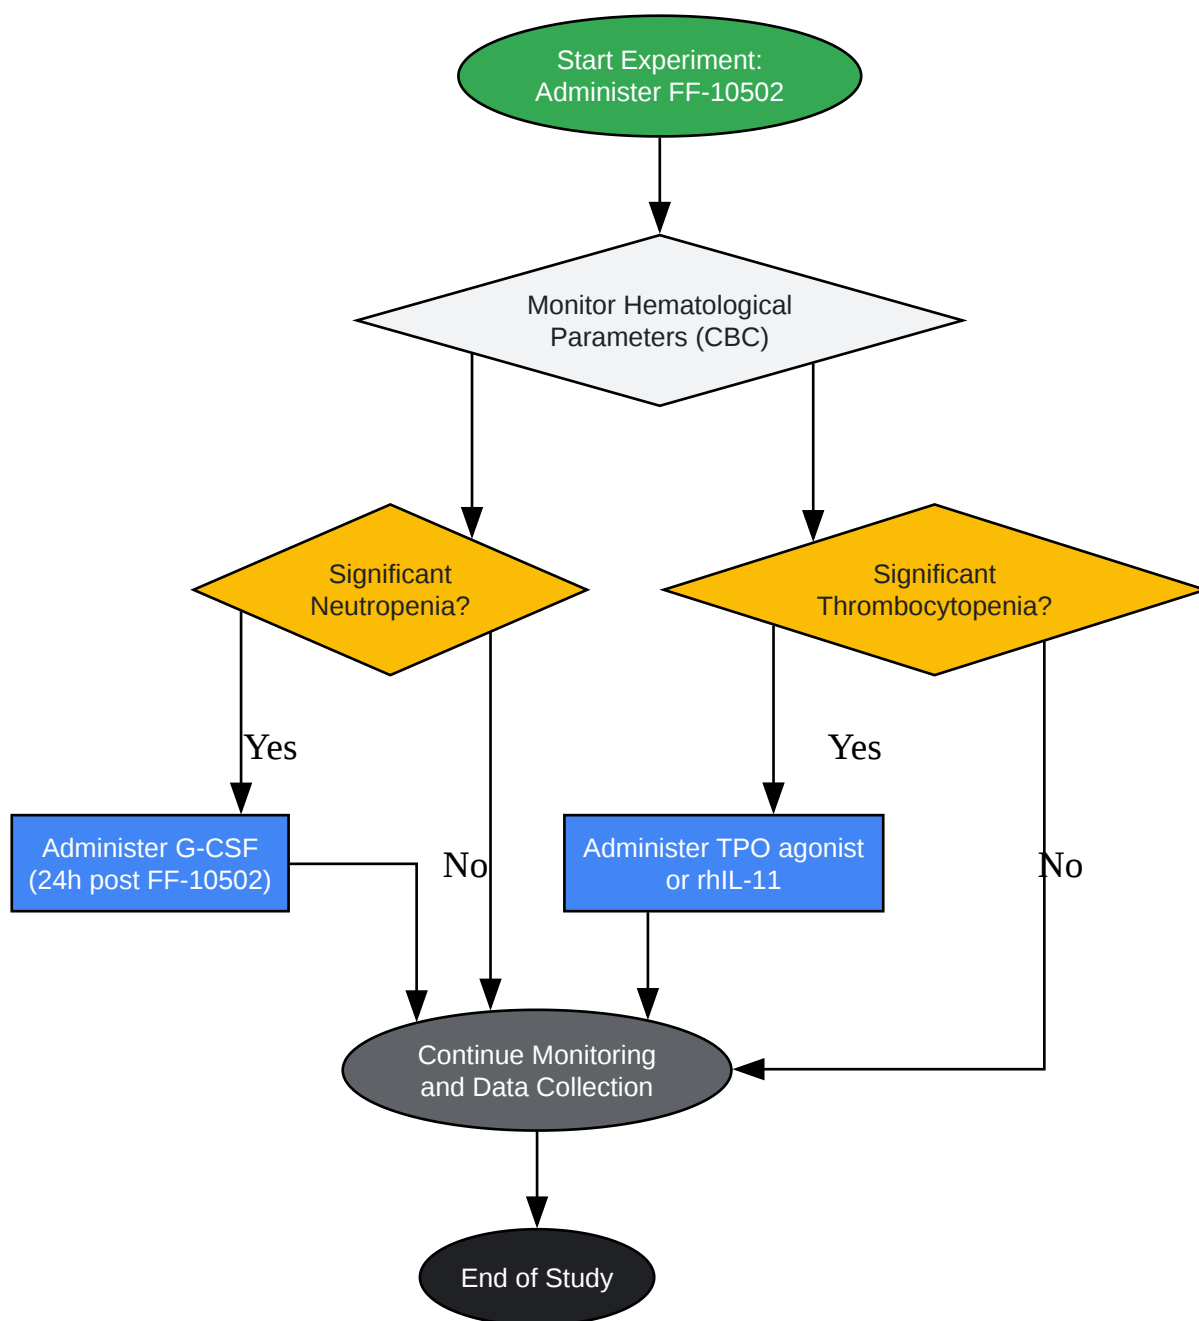 Start Experiment:
Administer FF-10502
Monitor Hematological
Parameters (CBC)
Significant
Neutropenia?
Significant
Thrombocytopenia?
Yes
Yes
Administer G-CSF
(24h post FF-10502)
No
Administer TPO agonist
or rhIL-11
No
Continue Monitoring
and Data Collection
End of Study